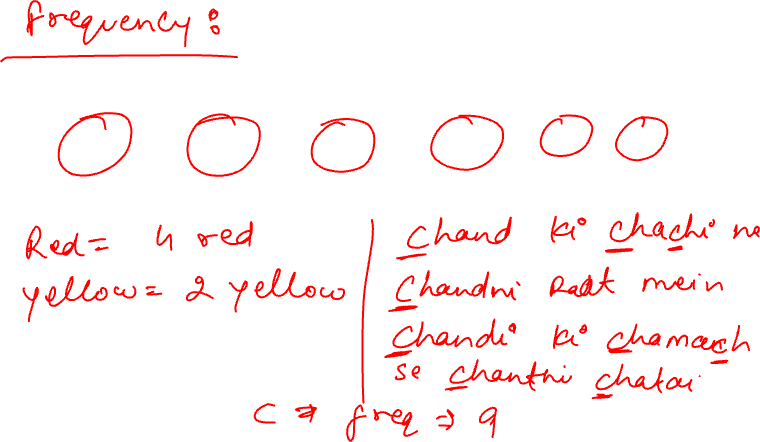 frequency:
Red = 4 red
yellow = 2 yellow
Chand ki chachi ne
Chandni Raat mein
Chandi ki chamach
se chantni chatai
C → freq ⇒ 9